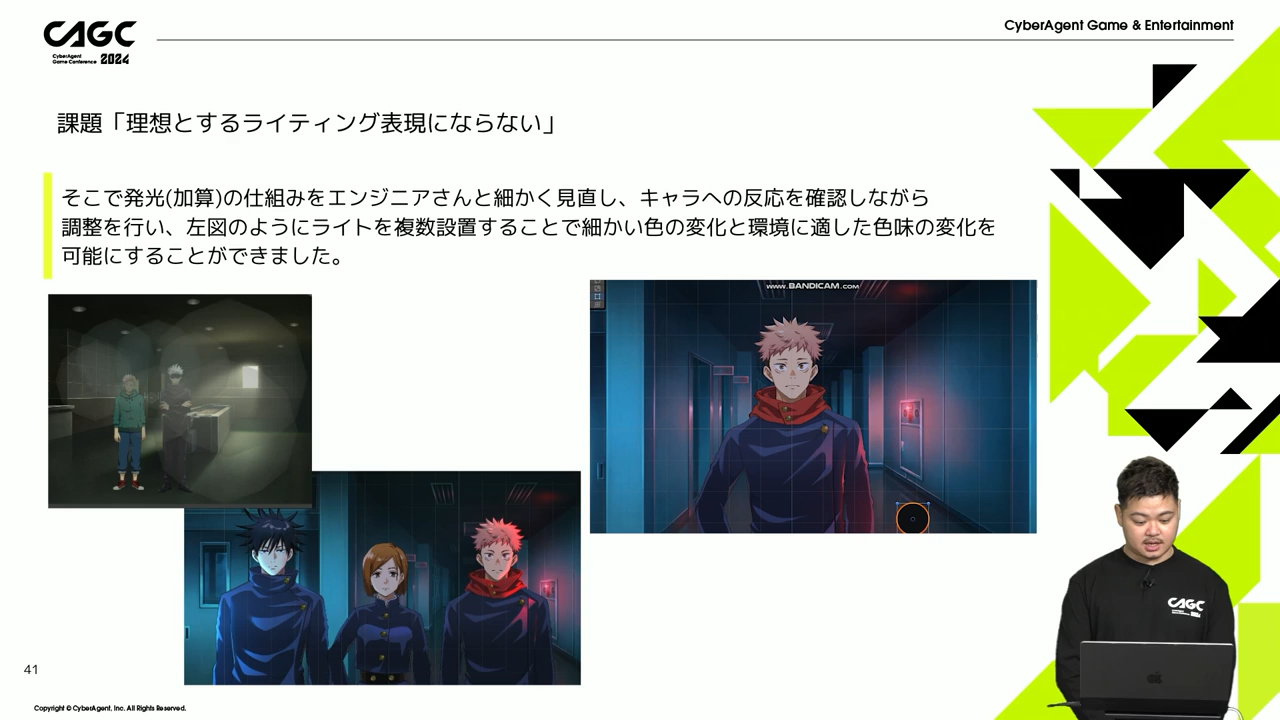 CAGC
CyberAgent
Game Conference 2024
CyberAgent Game & Entertainment
課題「理想とするライティング表現にならない」
そこで発光(加算)の仕組みをエンジニアさんと細かく見直し、キャラへの反応を確認しながら
調整を行い、左図のようにライトを複数設置することで細かい色の変化と環境に適した色味の変化を
可能にすることができました。
www.BANDICAM.com
CAGC
41
Copyright © CyberAgent, Inc. All Rights Reserved.